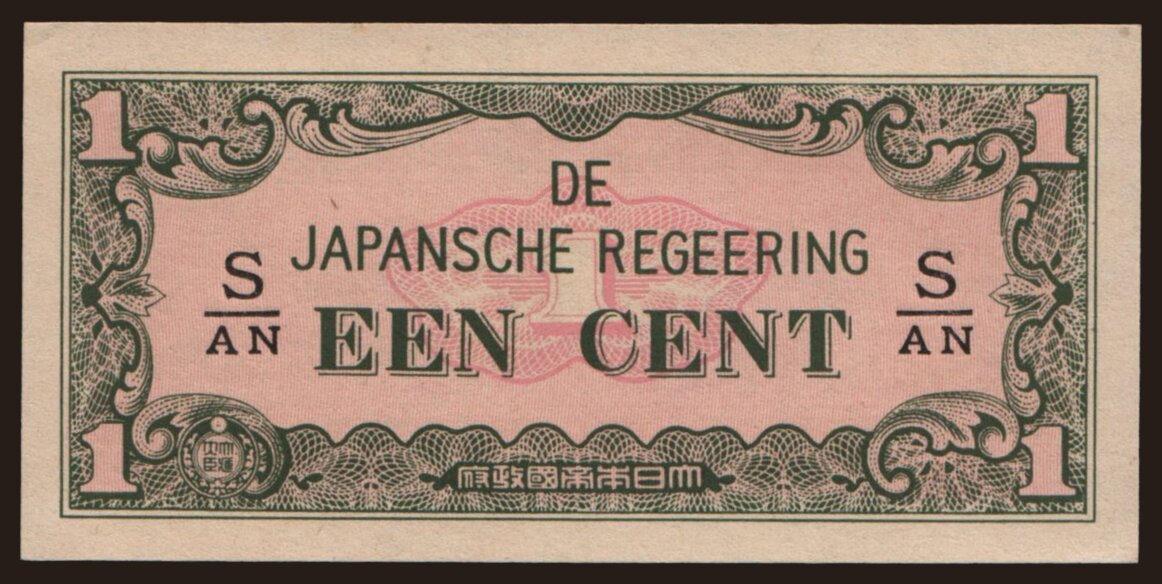 1 1
DE
JAPANSCHE REGEERING
S S
AN AN
EEN CENT
1 1
府政國帝本日大